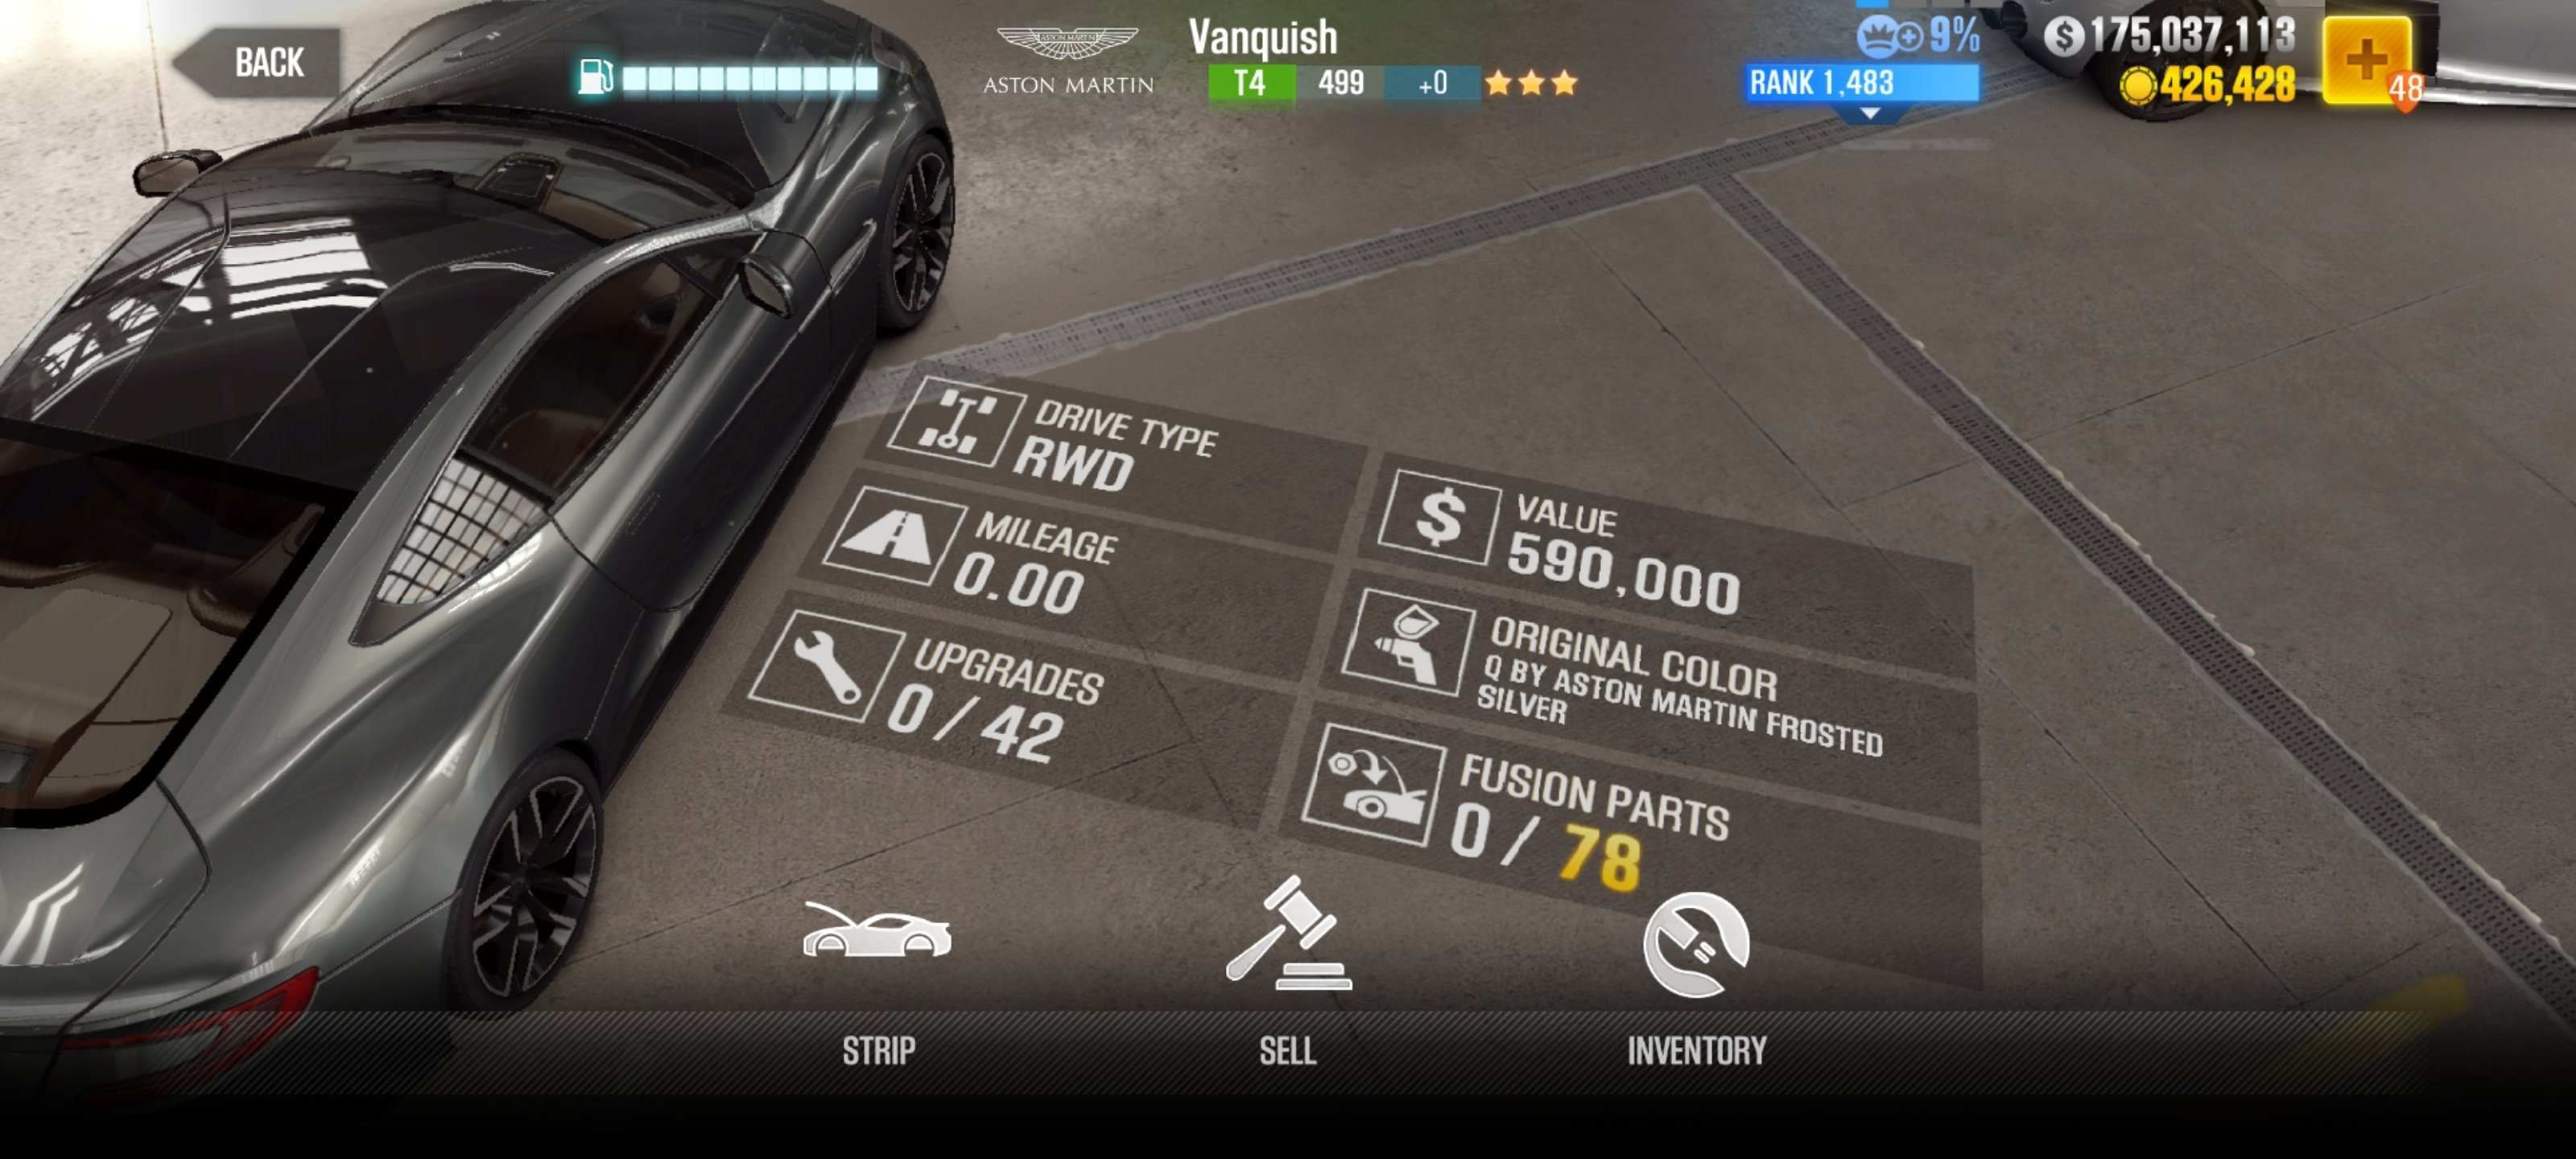 BACK
ASTON MARTIN
Vanquish
T4 499 +0
9%
RANK 1,483
$ 175,037,113
426,428
48
DRIVE TYPE
RWD
MILEAGE
0.00
UPGRADES
0 / 42
$ VALUE
590,000
ORIGINAL COLOR
Q BY ASTON MARTIN FROSTED
SILVER
FUSION PARTS
0 / 78
STRIP
SELL
INVENTORY